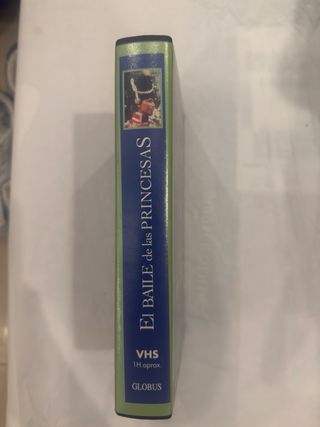 El BAILE de las PRINCESAS
VHS
1H.aprox.
GLOBUS